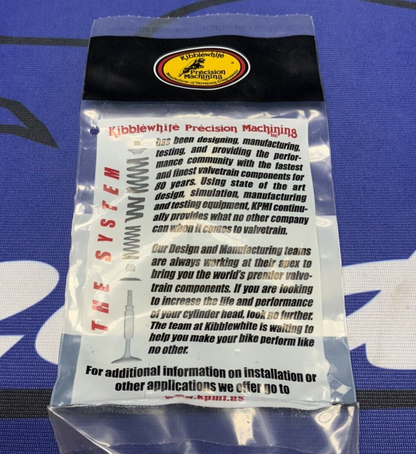 Kibblewhite
Precision
Machining
Kibblewhite Precision Machining
THE SYSTEM
has been designing, manufacturing,
testing, and providing the perfor-
mance community with the fastest
and finest valvetrain components for
80 years. Using state of the art
design, simulation, manufacturing
and testing equipment, KPMI continu-
ally provides what no other company
can when it comes to valvetrain.
Our Design and Manufacturing teams
are always working at their apex to
bring you the world's premier valve-
train components. If you are looking
to increase the life and performance
of your cylinder head, look no further.
The team at Kibblewhite is waiting to
help you make your bike perform like
no other.
For additional information on installation or
other applications we offer go to
www.kpmi.us